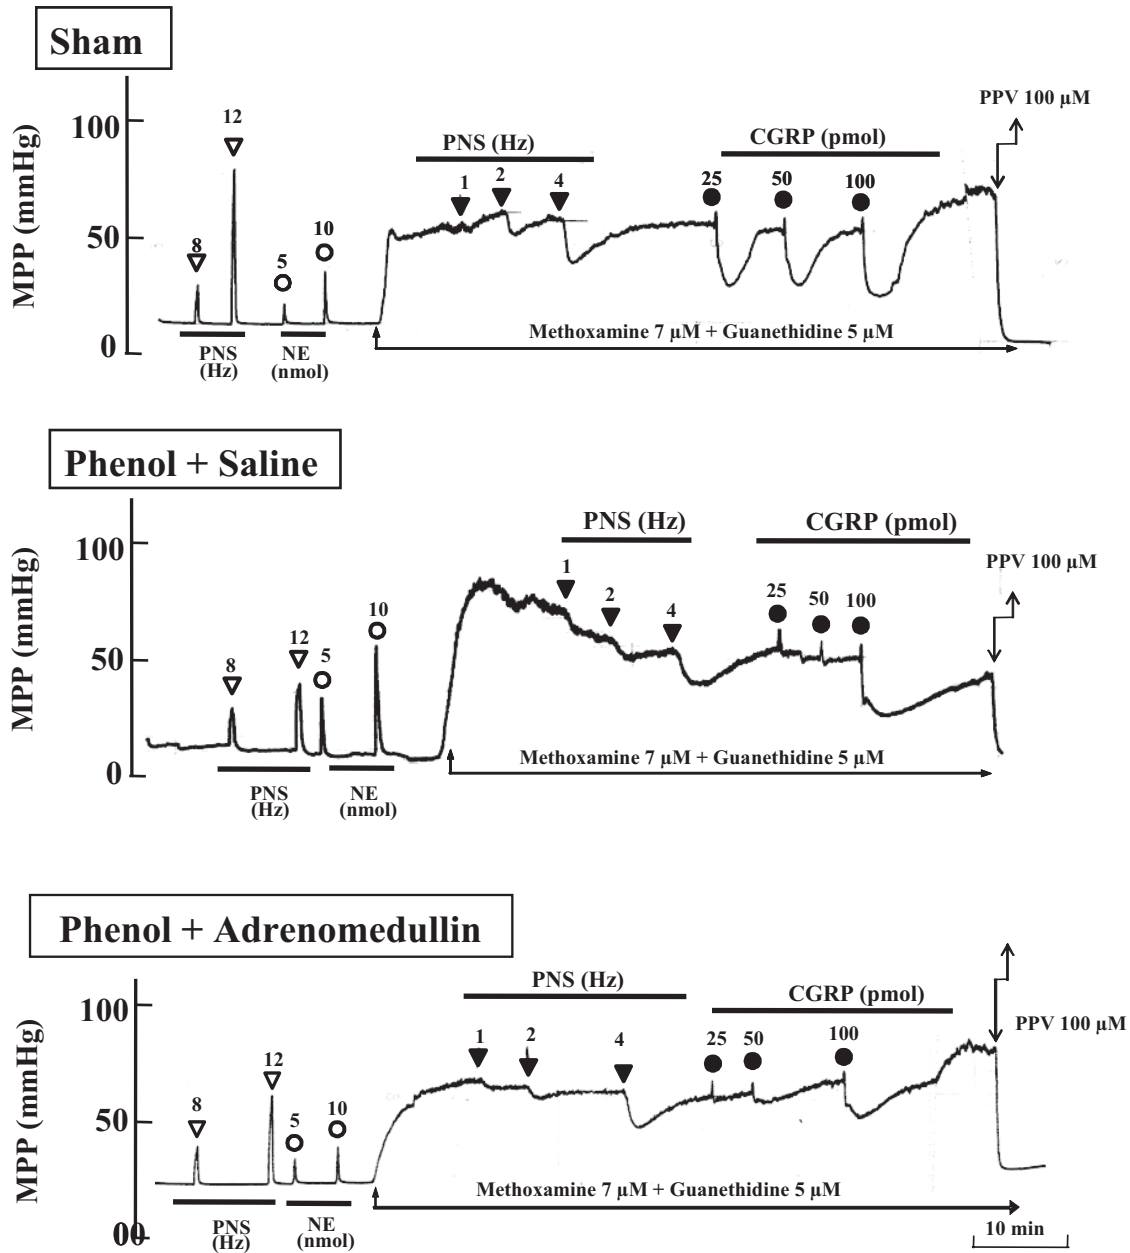 Sham
PPV 100 µM
12
100
PNS (Hz)
CGRP (pmol)
1
2
4
25
50
100
MPP (mmHg)
50
8
5
10
0
Methoxamine 7 µM + Guanethidine 5 µM
PNS
(Hz)
NE
(nmol)
Phenol + Saline
PNS (Hz)
CGRP (pmol)
100
PPV 100 µM
1
2
4
25
50
100
MPP (mmHg)
50
8
12
5
10
0
Methoxamine 7 µM + Guanethidine 5 µM
PNS
(Hz)
NE
(nmol)
Phenol + Adrenomedullin
PNS (Hz)
CGRP (pmol)
100
PPV 100 µM
1
2
4
25
50
100
MPP (mmHg)
50
8
12
5
10
00
Methoxamine 7 µM + Guanethidine 5 µM
PNS
(Hz)
NE
(nmol)
10 min